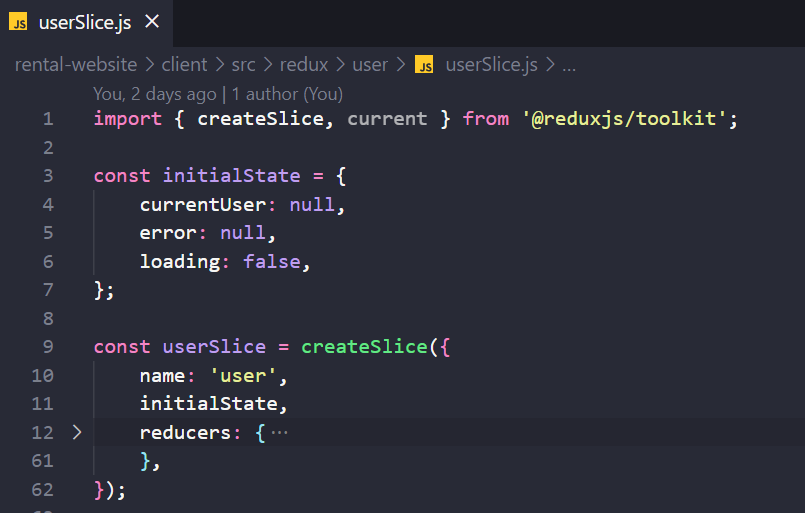 JS userSlice.js ×
rental-website > client > src > redux > user > JS userSlice.js > ...
You, 2 days ago | 1 author (You)
1 import { createSlice, current } from '@reduxjs/toolkit';
2
3 const initialState = {
4     currentUser: null,
5     error: null,
6     loading: false,
7 };
8
9 const userSlice = createSlice({
10     name: 'user',
11     initialState,
12 >     reducers: {···
61     },
62 });